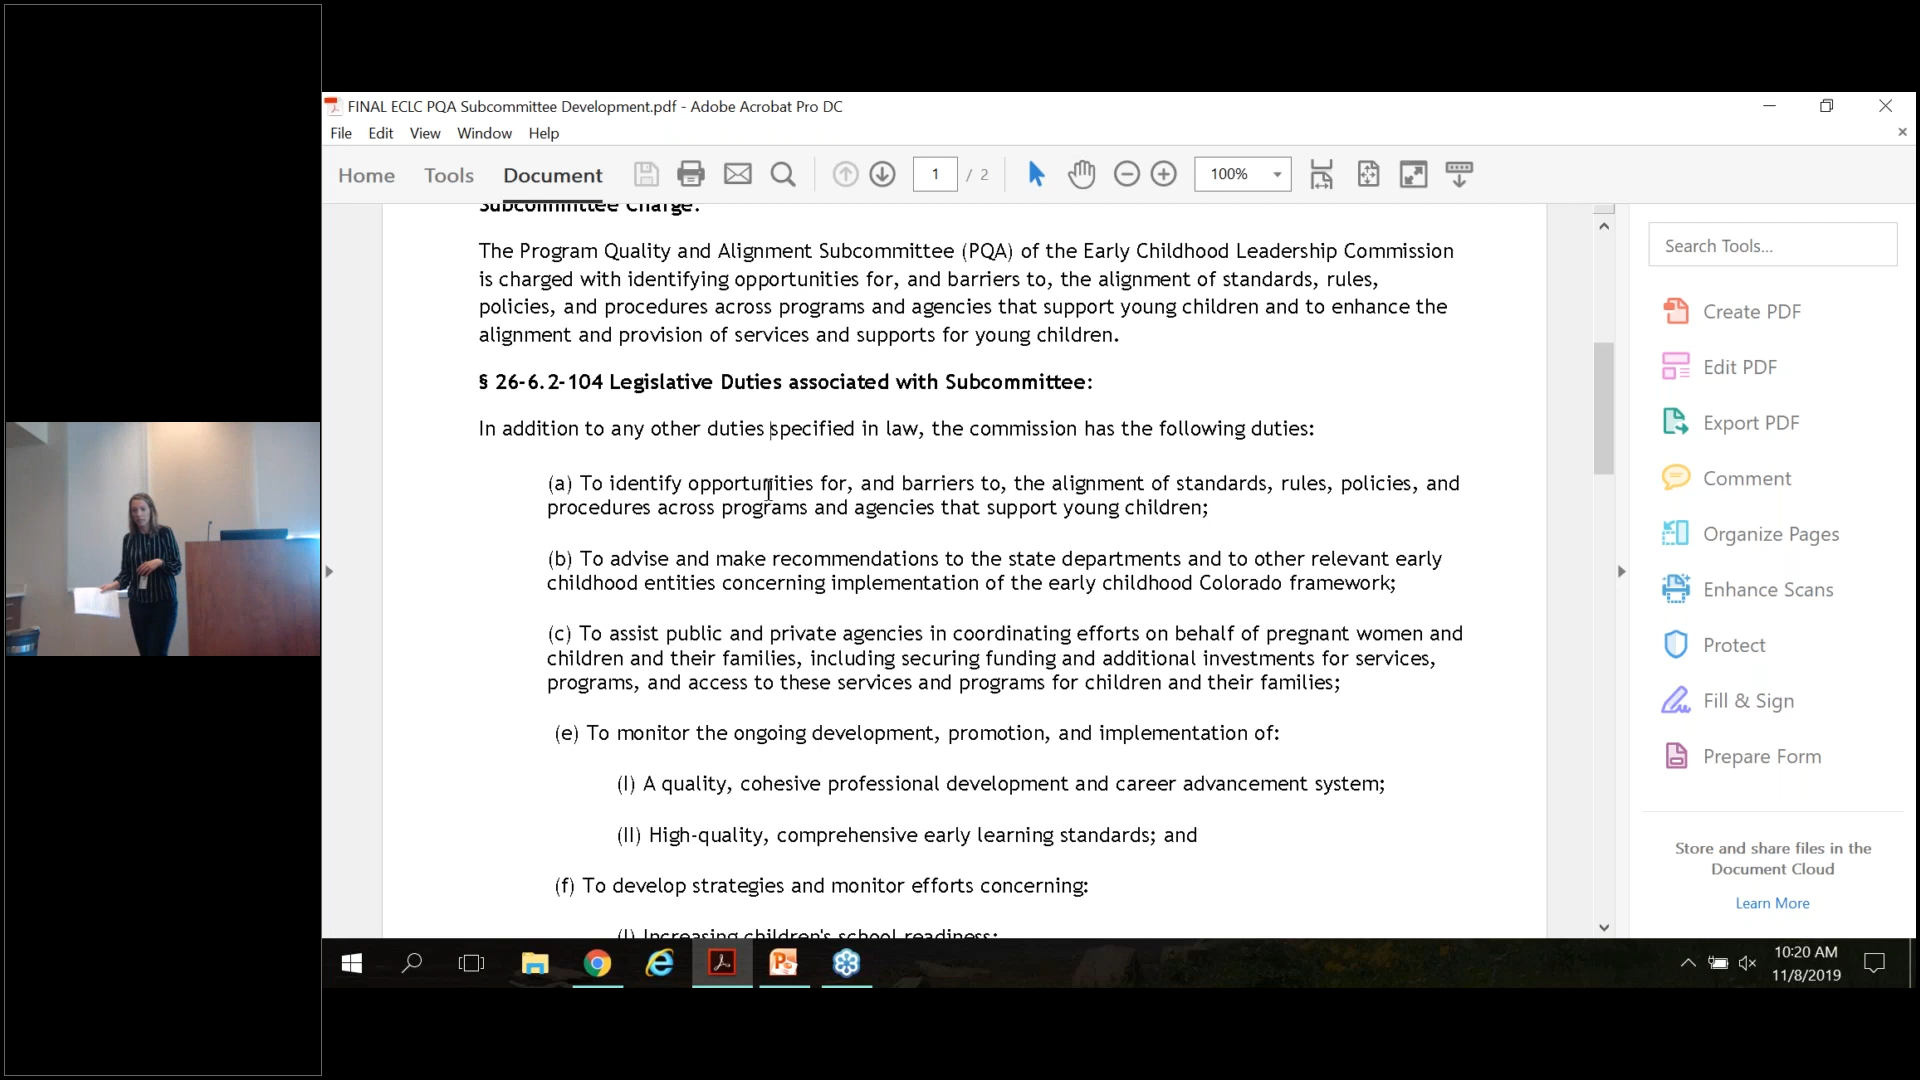 FINAL ECLC PQA Subcommittee Development.pdf - Adobe Acrobat Pro DC
File Edit View Window Help
Home Tools Document 1 / 2 100%
Subcommittee Charge:
The Program Quality and Alignment Subcommittee (PQA) of the Early Childhood Leadership Commission
is charged with identifying opportunities for, and barriers to, the alignment of standards, rules,
policies, and procedures across programs and agencies that support young children and to enhance the
alignment and provision of services and supports for young children.
§ 26-6.2-104 Legislative Duties associated with Subcommittee:
In addition to any other duties specified in law, the commission has the following duties:
(a) To identify opportunities for, and barriers to, the alignment of standards, rules, policies, and
procedures across programs and agencies that support young children;
(b) To advise and make recommendations to the state departments and to other relevant early
childhood entities concerning implementation of the early childhood Colorado framework;
(c) To assist public and private agencies in coordinating efforts on behalf of pregnant women and
children and their families, including securing funding and additional investments for services,
programs, and access to these services and programs for children and their families;
(e) To monitor the ongoing development, promotion, and implementation of:
(I) A quality, cohesive professional development and career advancement system;
(II) High-quality, comprehensive early learning standards; and
(f) To develop strategies and monitor efforts concerning:
(I) Increasing children's school readiness;
Search Tools...
Create PDF
Edit PDF
Export PDF
Comment
Organize Pages
Enhance Scans
Protect
Fill & Sign
Prepare Form
Store and share files in the
Document Cloud
Learn More
10:20 AM
11/8/2019